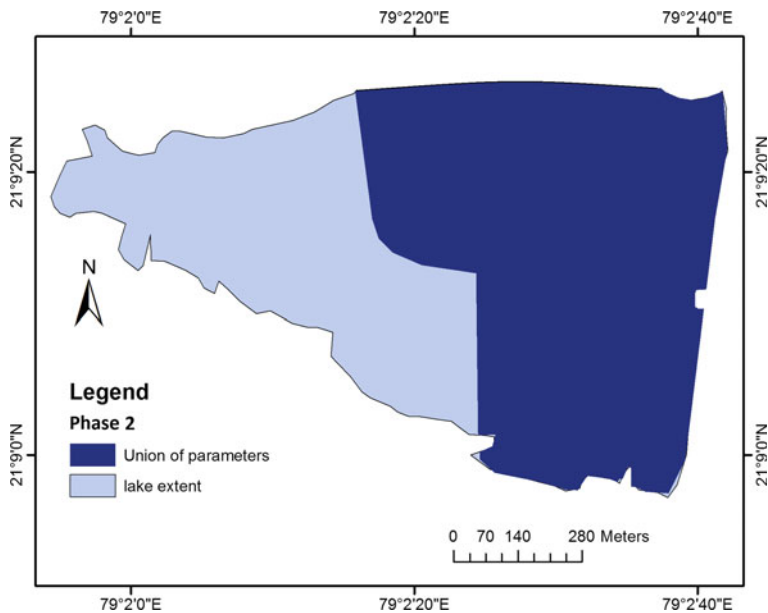 79°2'0"E 79°2'20"E 79°2'40"E
21°9'20"N 21°9'20"N
N
Legend
Phase 2
21°9'0"N 21°9'0"N
Union of parameters
lake extent
0 70 140 280 Meters
79°2'0"E 79°2'20"E 79°2'40"E